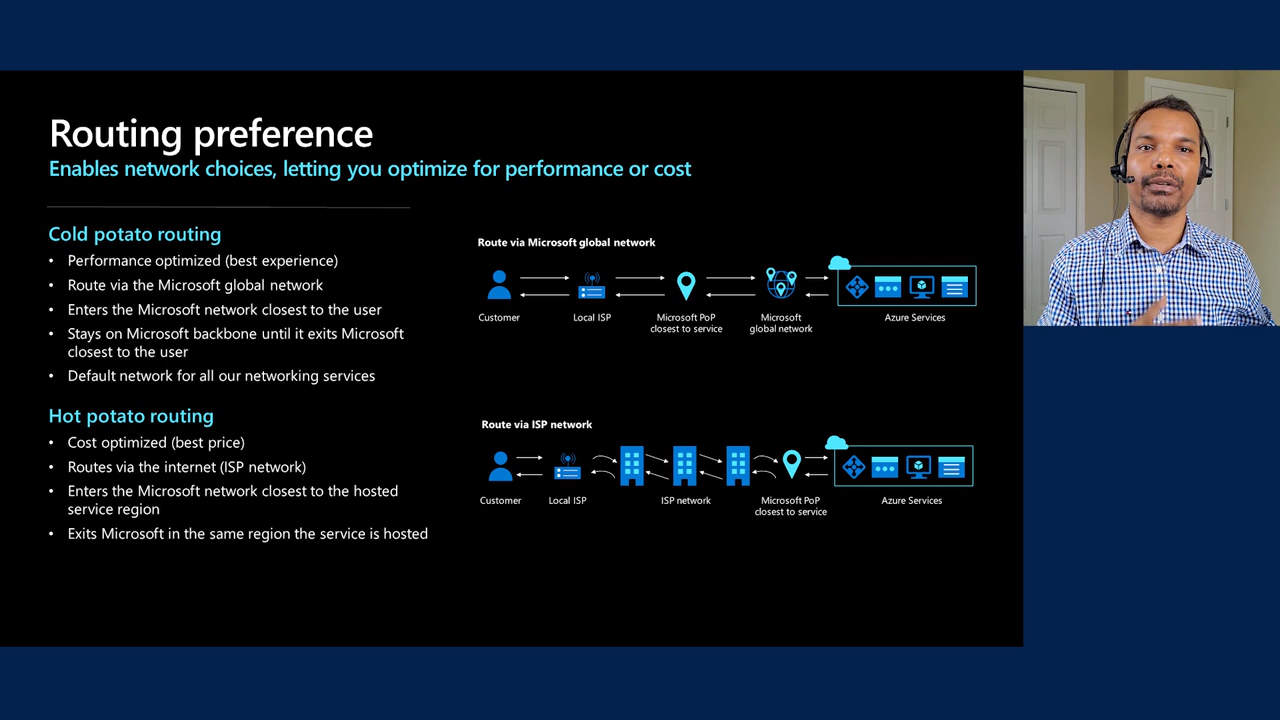 Routing preference
Enables network choices, letting you optimize for performance or cost
Cold potato routing
• Performance optimized (best experience)
• Route via the Microsoft global network
• Enters the Microsoft network closest to the user
• Stays on Microsoft backbone until it exits Microsoft
closest to the user
• Default network for all our networking services
Hot potato routing
• Cost optimized (best price)
• Routes via the internet (ISP network)
• Enters the Microsoft network closest to the hosted
service region
• Exits Microsoft in the same region the service is hosted
Route via Microsoft global network
Customer
Local ISP
Microsoft PoP
closest to service
Microsoft
global network
Azure Services
Route via ISP network
Customer
Local ISP
ISP network
Microsoft PoP
closest to service
Azure Services